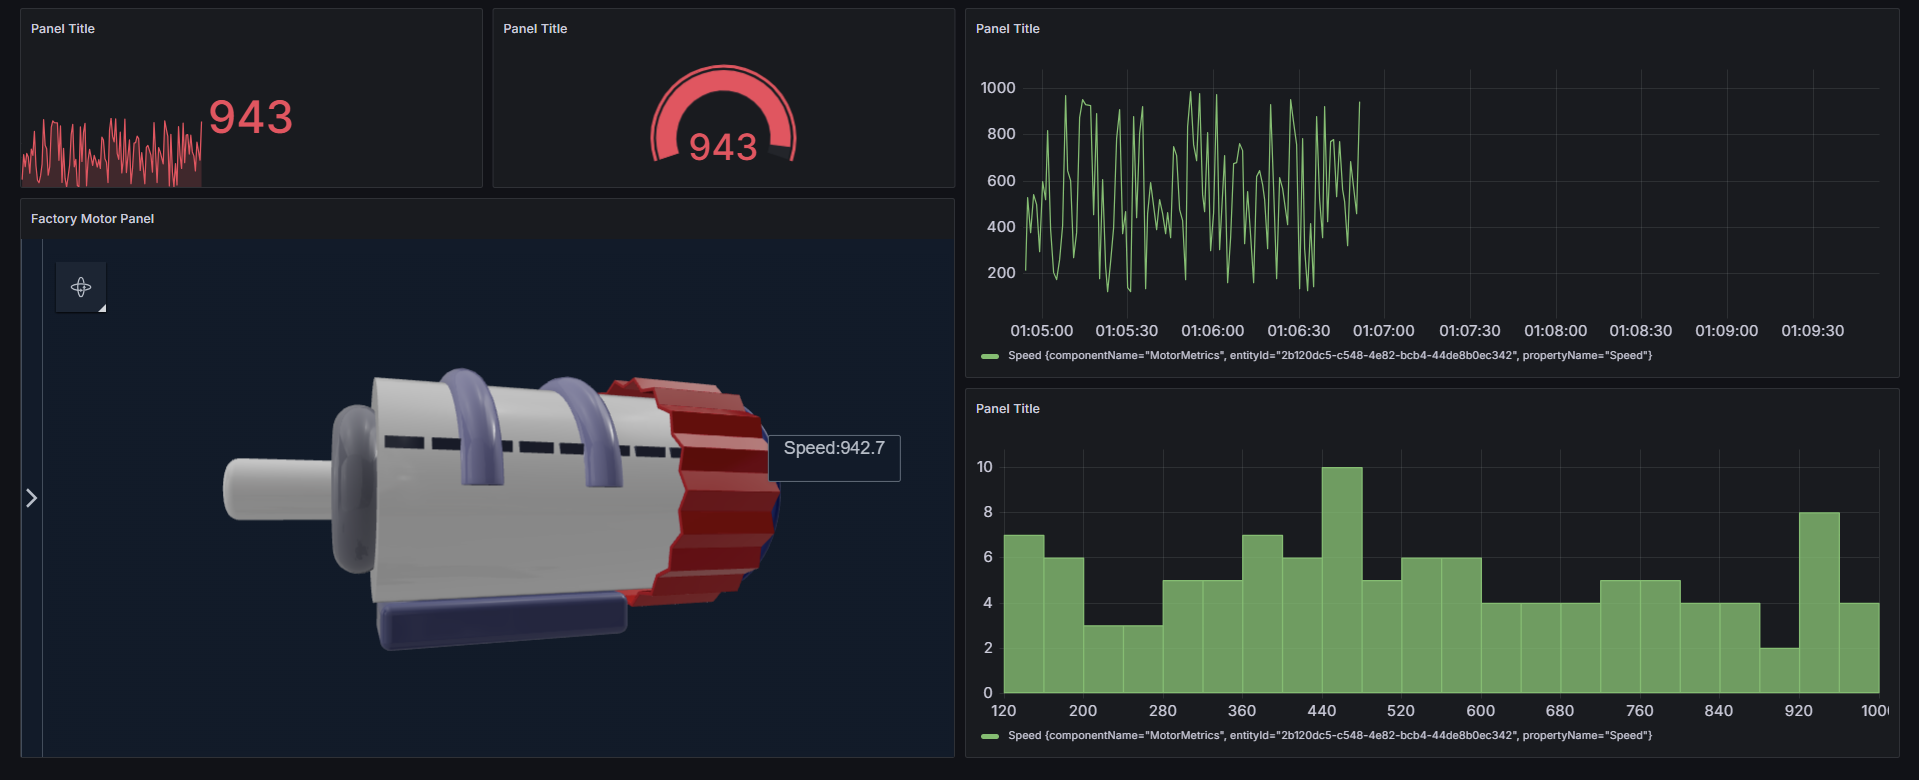 Panel Title
943
Panel Title
943
Panel Title
1000
800
600
400
200
01:05:00 01:05:30 01:06:00 01:06:30 01:07:00 01:07:30 01:08:00 01:08:30 01:09:00 01:09:30
Speed {componentName="MotorMetrics", entityId="2b120dc5-c548-4e82-bcb4-44de8b0ec342", propertyName="Speed"}
Factory Motor Panel
Speed:942.7
Panel Title
10
8
6
4
2
0
120 200 280 360 440 520 600 680 760 840 920 100
Speed {componentName="MotorMetrics", entityId="2b120dc5-c548-4e82-bcb4-44de8b0ec342", propertyName="Speed"}